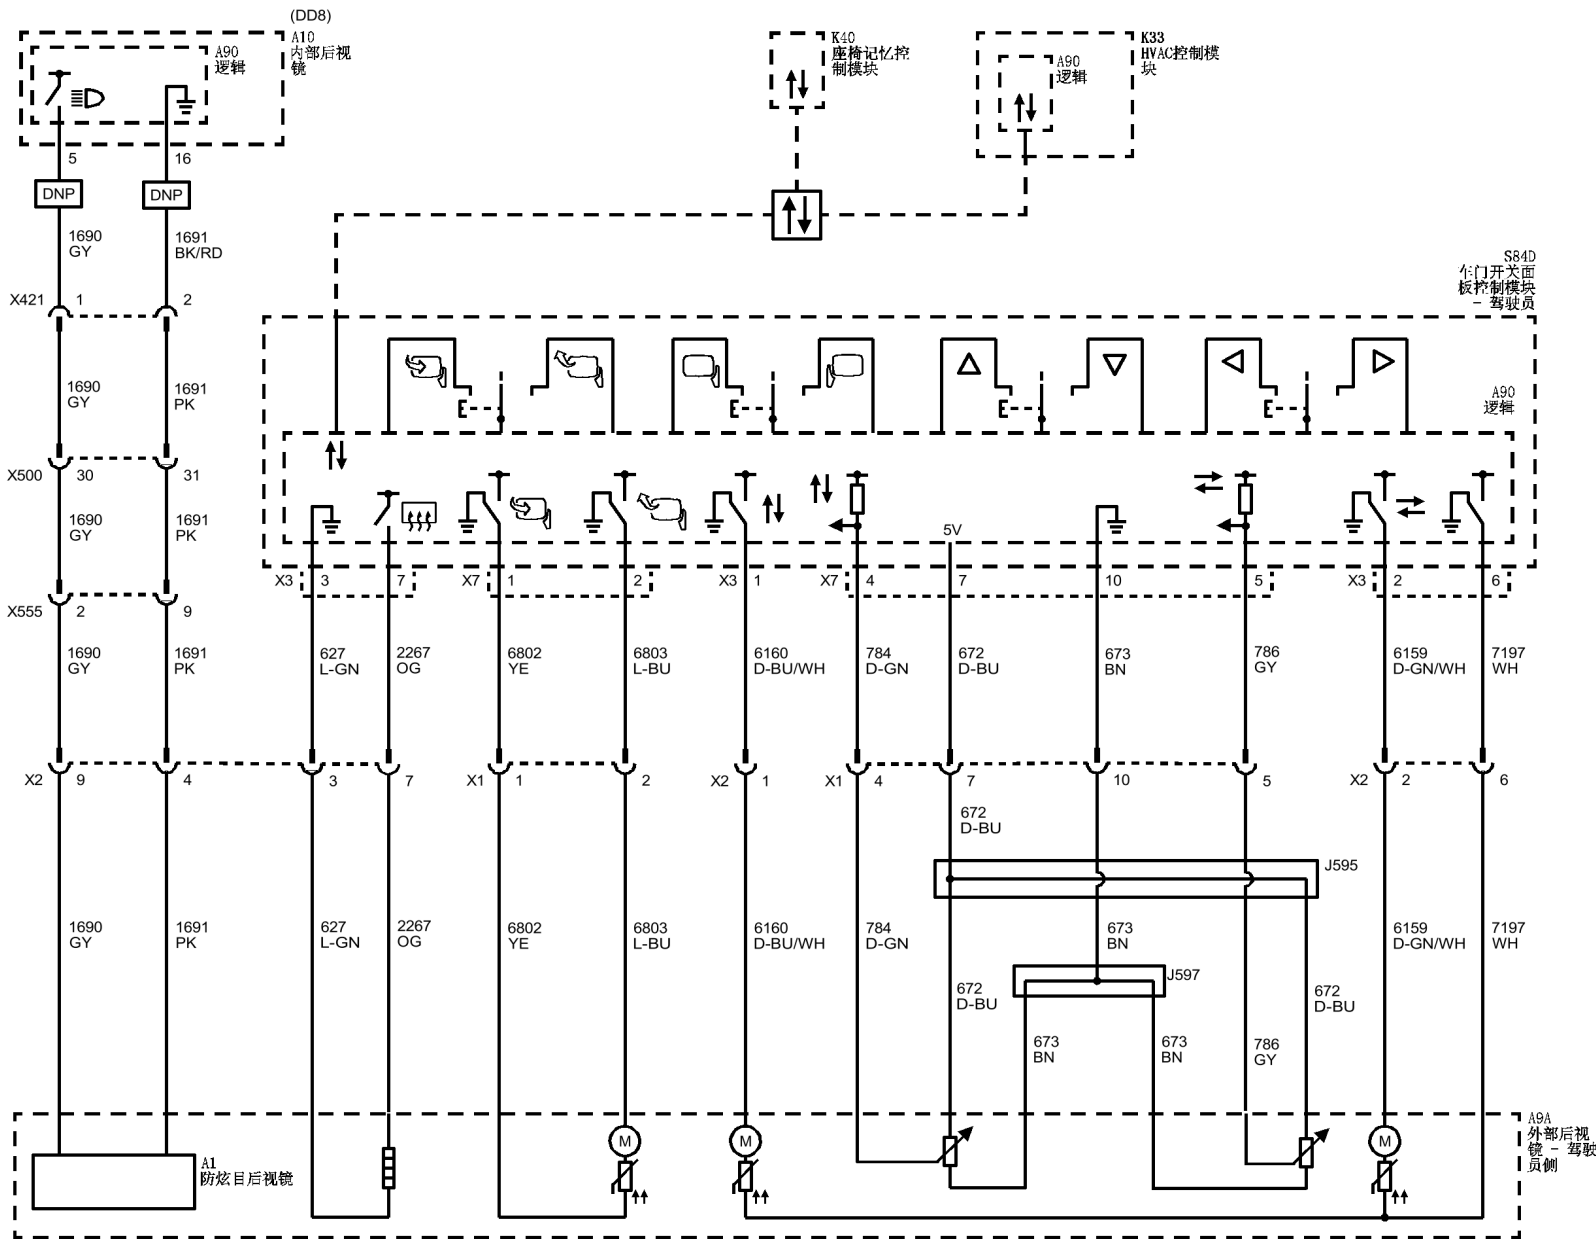 (DD8)
A10
内部后视
镜
A90
逻辑
K40
座椅记忆控
制模块
K33
HVAC控制模
块
A90
逻辑
5
16
DNP
DNP
1690
GY
1691
BK/RD
X421
1
2
S84D
车门开关面
板控制模块
- 驾驶员
1690
GY
1691
PK
A90
逻辑
X500
30
31
1690
GY
1691
PK
5V
X3
3
7
X7
1
2
X3
1
X7
4
7
10
5
X3
2
6
X555
2
9
1690
GY
1691
PK
627
L-GN
2267
OG
6802
YE
6803
L-BU
6160
D-BU/WH
784
D-GN
672
D-BU
673
BN
786
GY
6159
D-GN/WH
7197
WH
X2
9
4
3
7
X1
1
2
X2
1
X1
4
7
10
5
X2
2
6
672
D-BU
J595
1690
GY
1691
PK
627
L-GN
2267
OG
6802
YE
6803
L-BU
6160
D-BU/WH
784
D-GN
673
BN
6159
D-GN/WH
7197
WH
J597
672
D-BU
672
D-BU
673
BN
673
BN
786
GY
A9A
外部后视
镜 - 驾驶
员侧
M
M
M
A1
防炫目后视镜